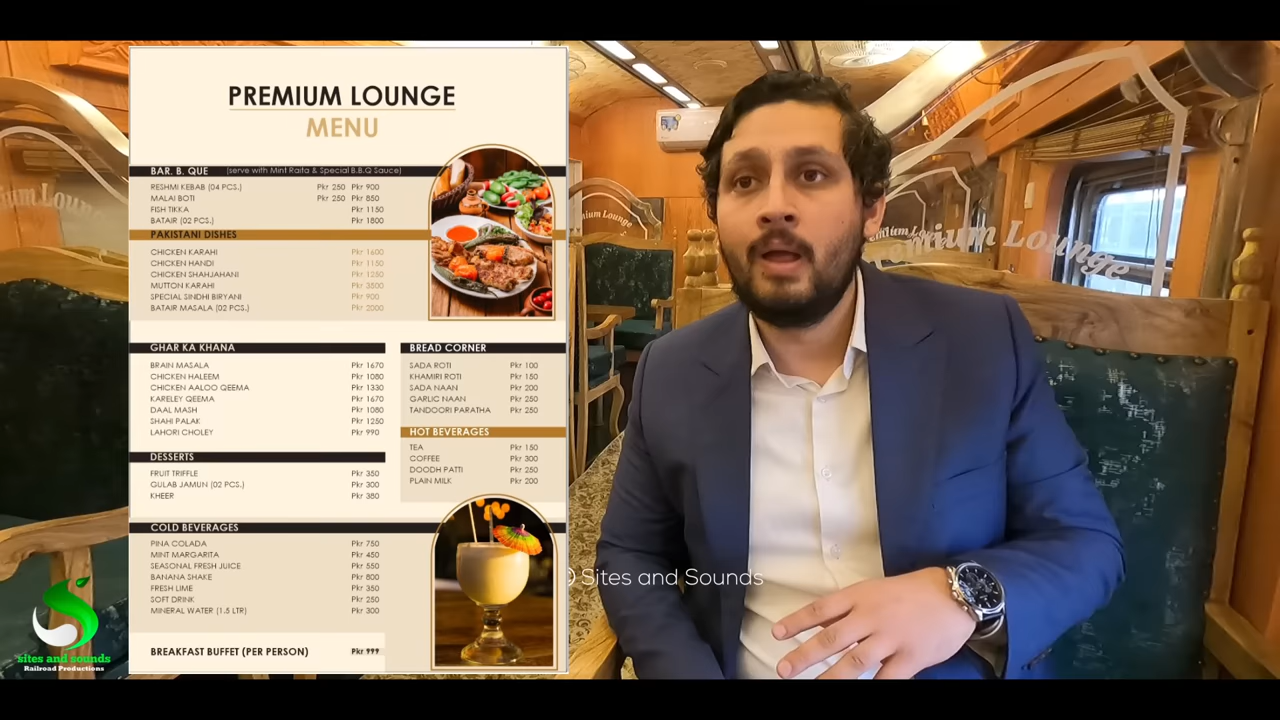 PREMIUM LOUNGE
MENU
BAR. B. QUE (serve with Mint Raita & Special B.B.Q Sauce)
RESHMI KEBAB (04 PCS.) Pkr 250 Pkr 900
MALAI BOTI Pkr 250 Pkr 850
FISH TIKKA Pkr 1150
BATAIR (02 PCS.) Pkr 1800
PAKISTANI DISHES
CHICKEN KARAHI Pkr 1600
CHICKEN HANDI Pkr 1150
CHICKEN SHAHJAHANI Pkr 1250
MUTTON KARAHI Pkr 3500
SPECIAL SINDHI BIRYANI Pkr 900
BATAIR MASALA (02 PCS.) Pkr 2000
GHAR KA KHANA
BRAIN MASALA Pkr 1670
CHICKEN HALEEM Pkr 1080
CHICKEN AALOO QEEMA Pkr 1330
KARELEY QEEMA Pkr 1670
DAAL MASH Pkr 1080
SHAHI PALAK Pkr 1250
LAHORI CHOLEY Pkr 990
BREAD CORNER
SADA ROTI Pkr 100
KHAMIRI ROTI Pkr 150
SADA NAAN Pkr 200
GARLIC NAAN Pkr 250
TANDOORI PARATHA Pkr 250
HOT BEVERAGES
TEA Pkr 150
COFFEE Pkr 300
DOODH PATTI Pkr 250
PLAIN MILK Pkr 200
DESSERTS
FRUIT TRIFFLE Pkr 350
GULAB JAMUN (02 PCS.) Pkr 300
KHEER Pkr 380
COLD BEVERAGES
PINA COLADA Pkr 750
MINT MARGARITA Pkr 450
SEASONAL FRESH JUICE Pkr 550
BANANA SHAKE Pkr 800
FRESH LIME Pkr 350
SOFT DRINK Pkr 250
MINERAL WATER (1.5 LTR) Pkr 300
BREAKFAST BUFFET (PER PERSON) Pkr 999
Premium Lounge
Lounge
© Sites and Sounds
sites and sounds
Railroad Productions